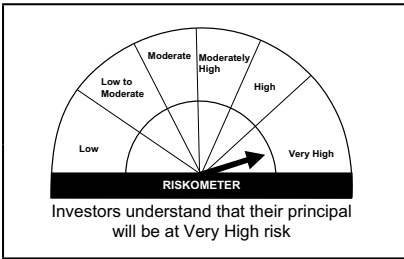 Low
Low to
Moderate
Moderate
Moderately
High
High
Very High
RISKOMETER
Investors understand that their principal
will be at Very High risk